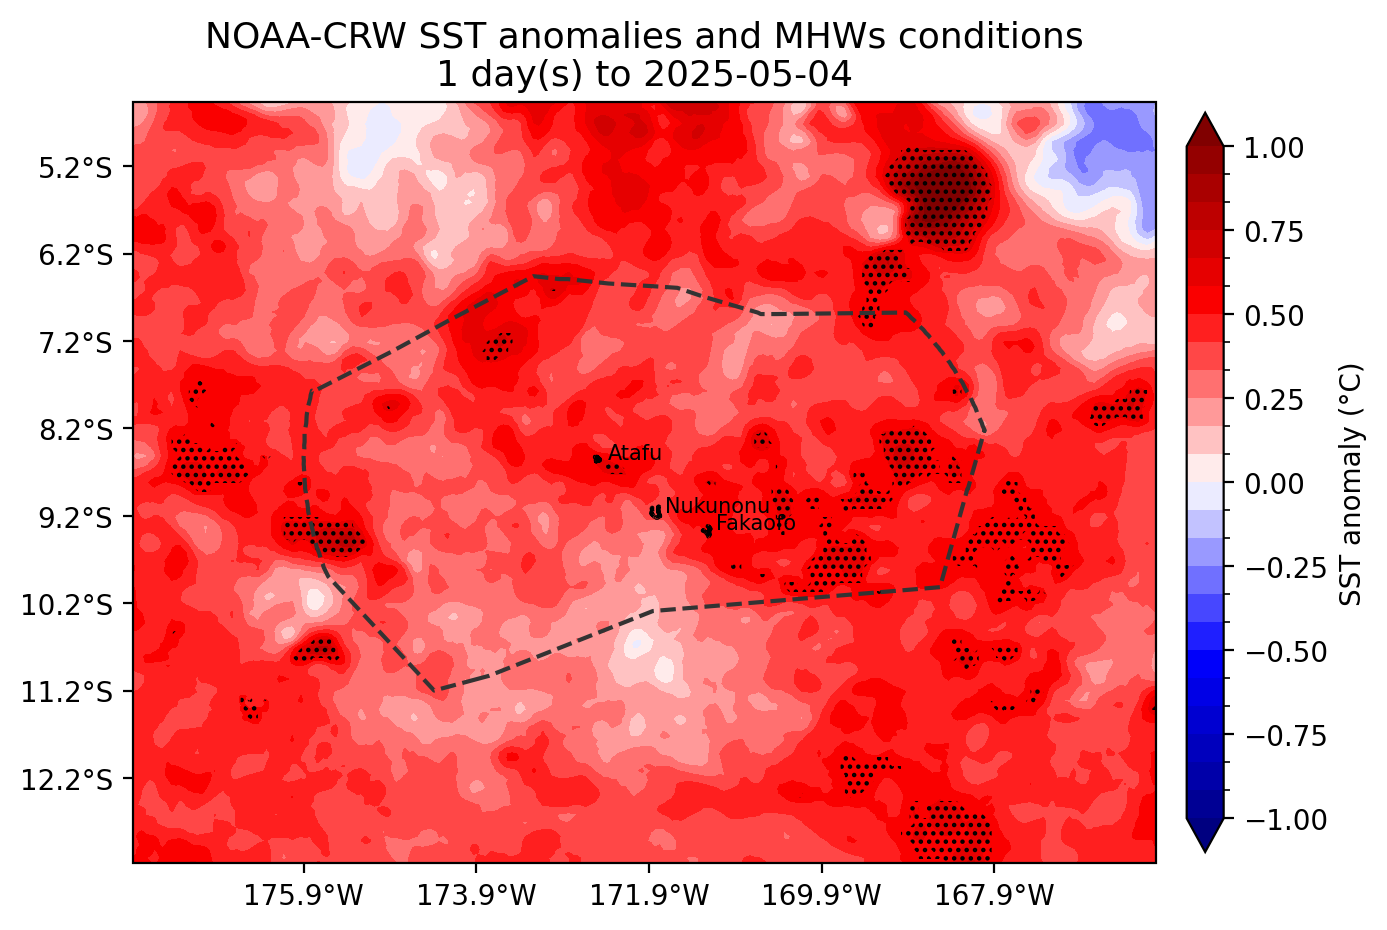 NOAA-CRW SST anomalies and MHWs conditions
1 day(s) to 2025-05-04
5.2°S
6.2°S
7.2°S
8.2°S
9.2°S
10.2°S
11.2°S
12.2°S
175.9°W
173.9°W
171.9°W
169.9°W
167.9°W
Atafu
Nukunonu
Fakaofo
1.00
0.75
0.50
0.25
0.00
−0.25
−0.50
−0.75
−1.00
SST anomaly (°C)